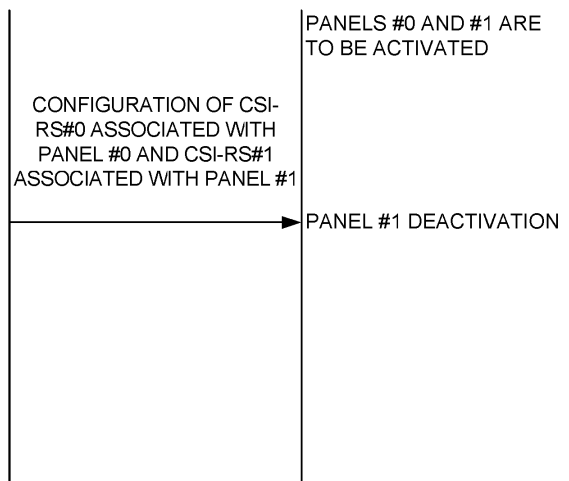 PANELS #0 AND #1 ARE
TO BE ACTIVATED
CONFIGURATION OF CSI-
RS#0 ASSOCIATED WITH
PANEL #0 AND CSI-RS#1
ASSOCIATED WITH PANEL #1
PANEL #1 DEACTIVATION